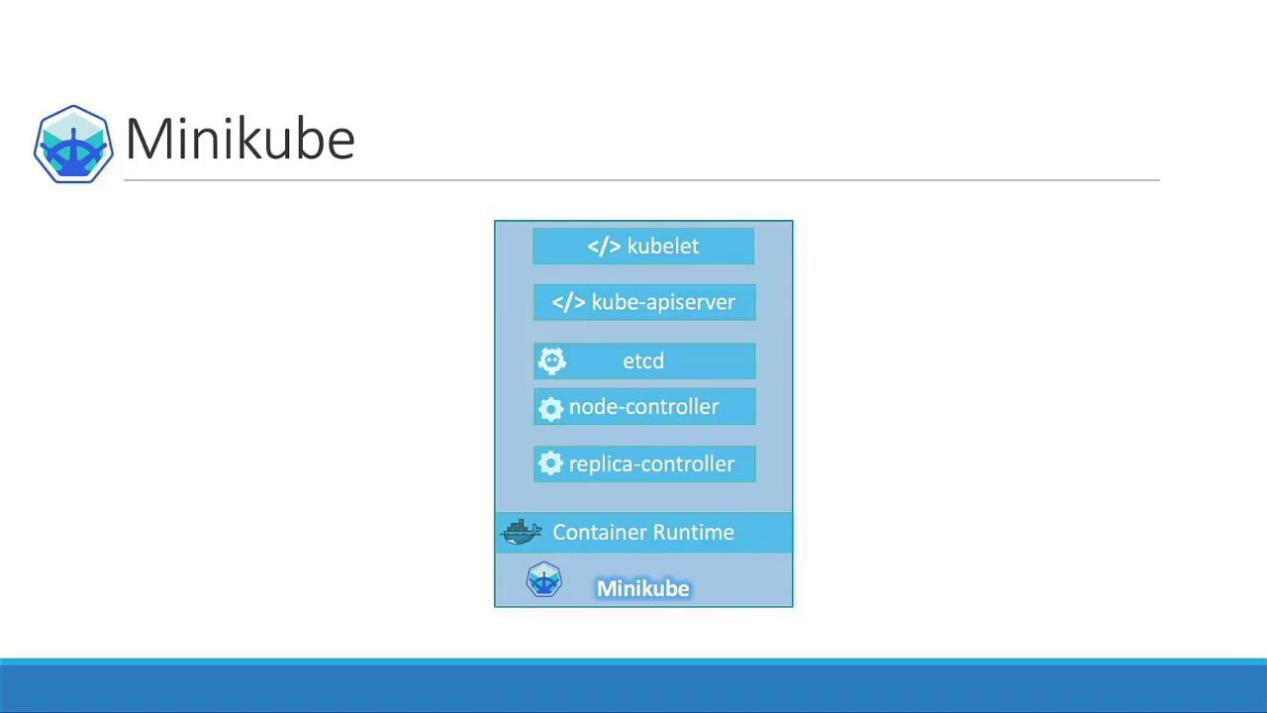 Minikube
</> kubelet
</> kube-apiserver
etcd
node-controller
replica-controller
Container Runtime
Minikube